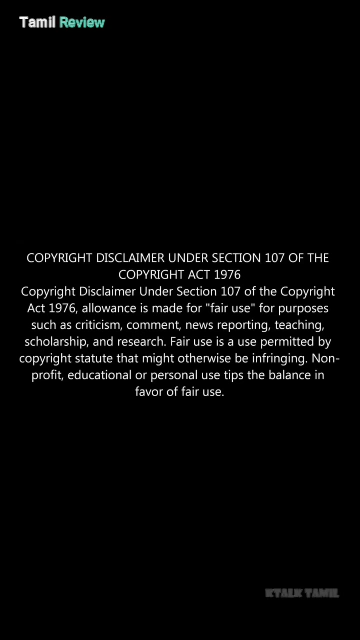 Tamil Review
COPYRIGHT DISCLAIMER UNDER SECTION 107 OF THE
COPYRIGHT ACT 1976
Copyright Disclaimer Under Section 107 of the Copyright
Act 1976, allowance is made for "fair use" for purposes
such as criticism, comment, news reporting, teaching,
scholarship, and research. Fair use is a use permitted by
copyright statute that might otherwise be infringing. Non-
profit, educational or personal use tips the balance in
favor of fair use.
KTALK TAMIL